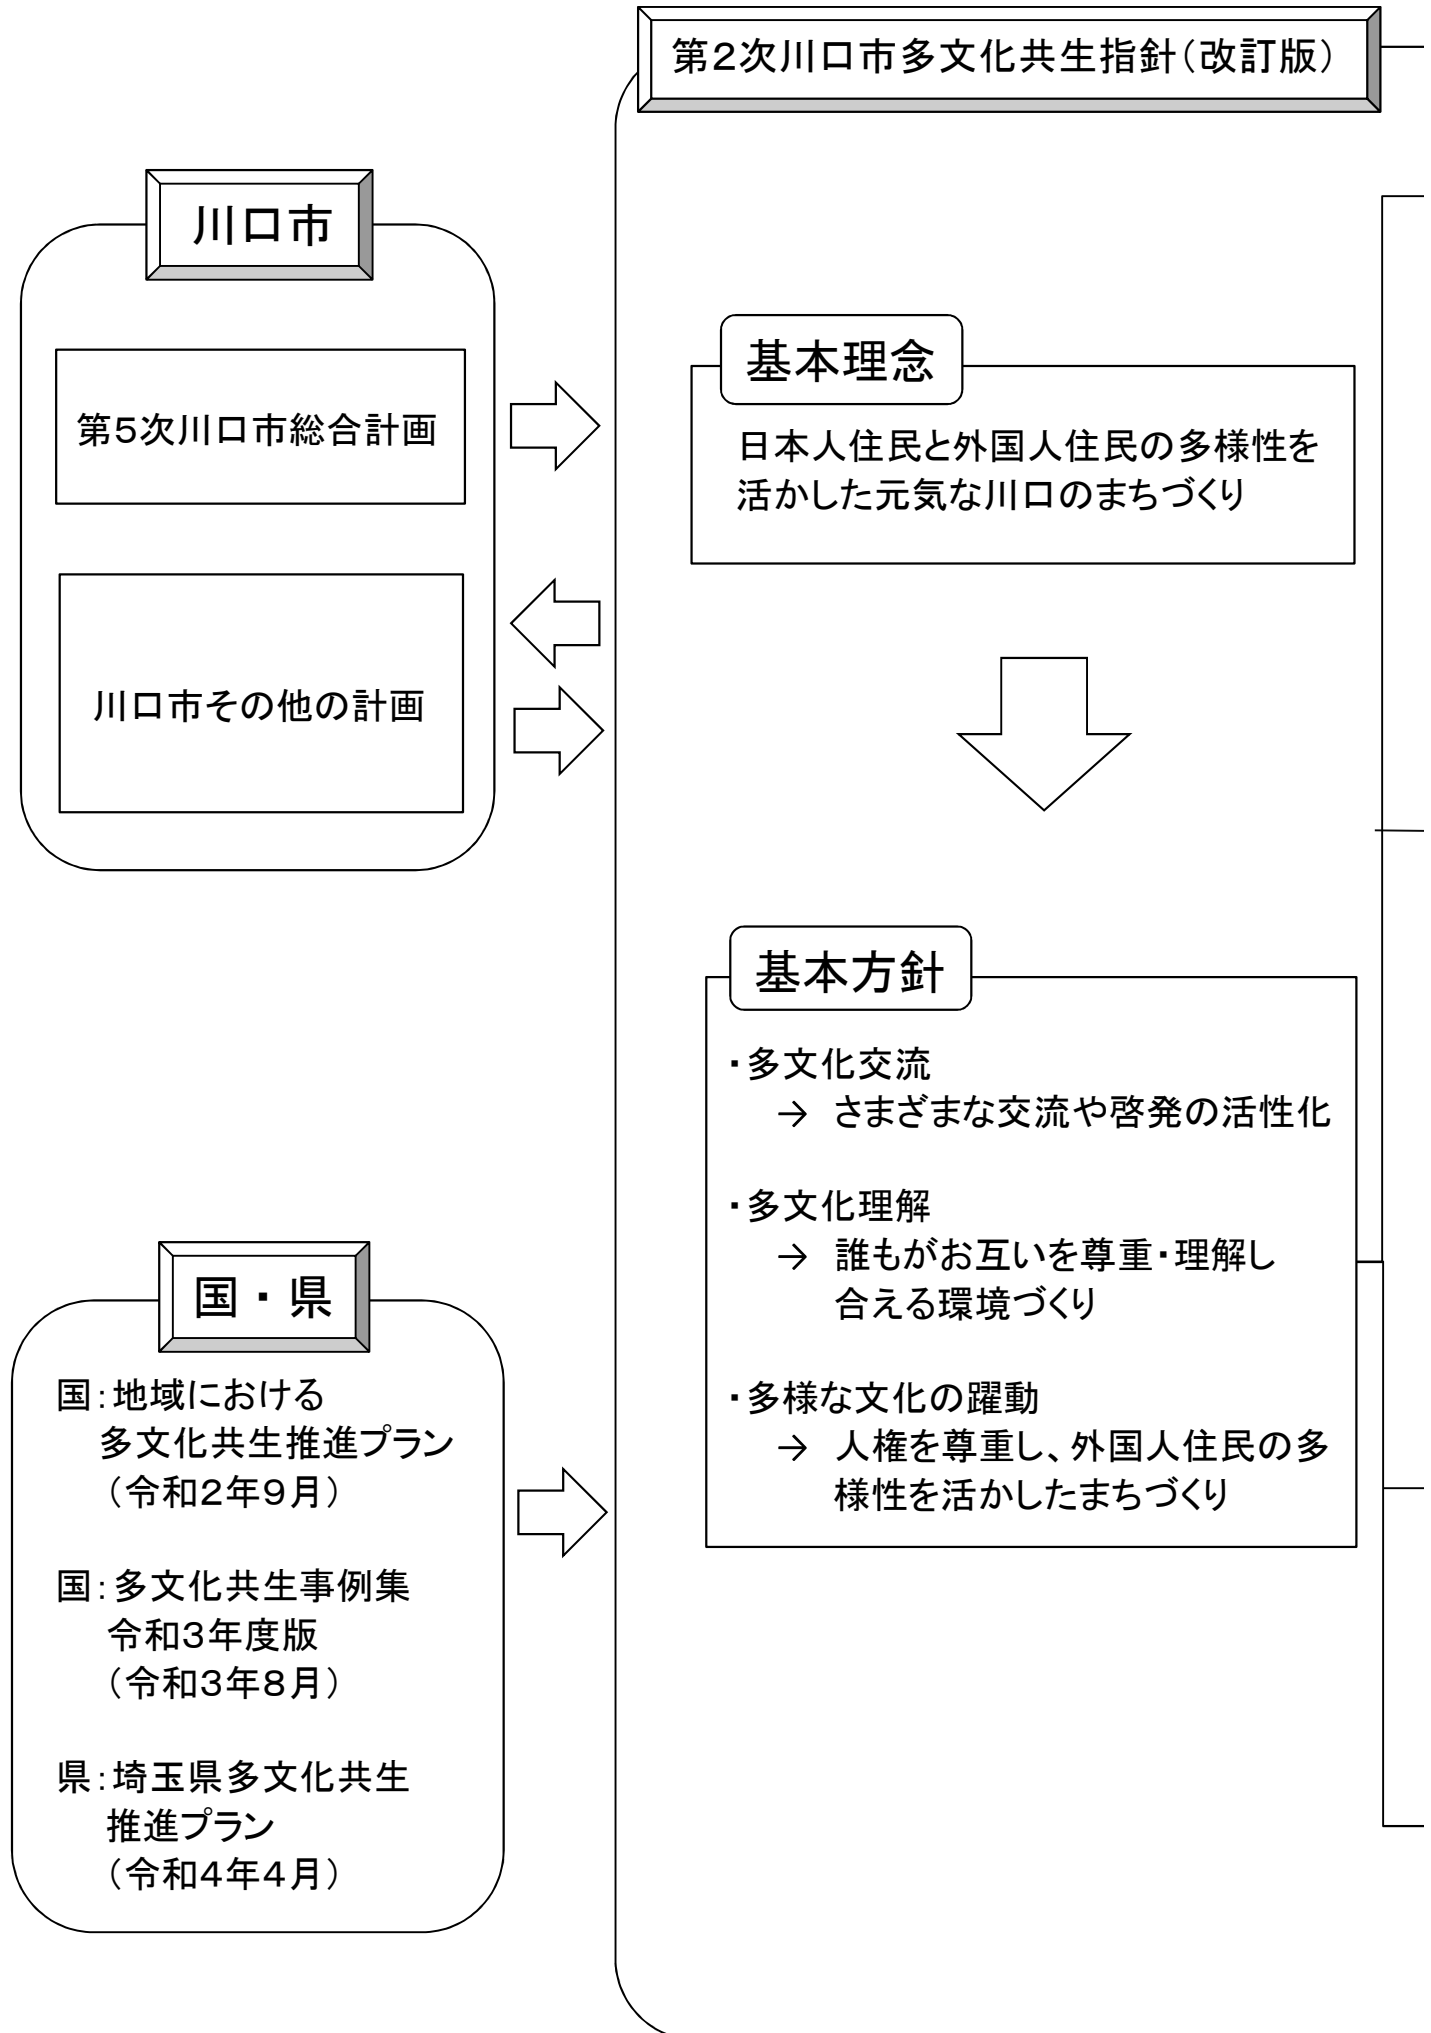 第2次川口市多文化共生指針（改訂版）
川口市
第5次川口市総合計画
川口市その他の計画
国・県
国：地域における
多文化共生推進プラン
（令和2年9月）
国：多文化共生事例集
令和3年度版
（令和3年8月）
県：埼玉県多文化共生
推進プラン
（令和4年4月）
基本理念
日本人住民と外国人住民の多様性を
活かした元気な川口のまちづくり
基本方針
・多文化交流
→ さまざまな交流や啓発の活性化
・多文化理解
→ 誰もがお互いを尊重・理解し
合える環境づくり
・多様な文化の躍動
→ 人権を尊重し、外国人住民の多
様性を活かしたまちづくり